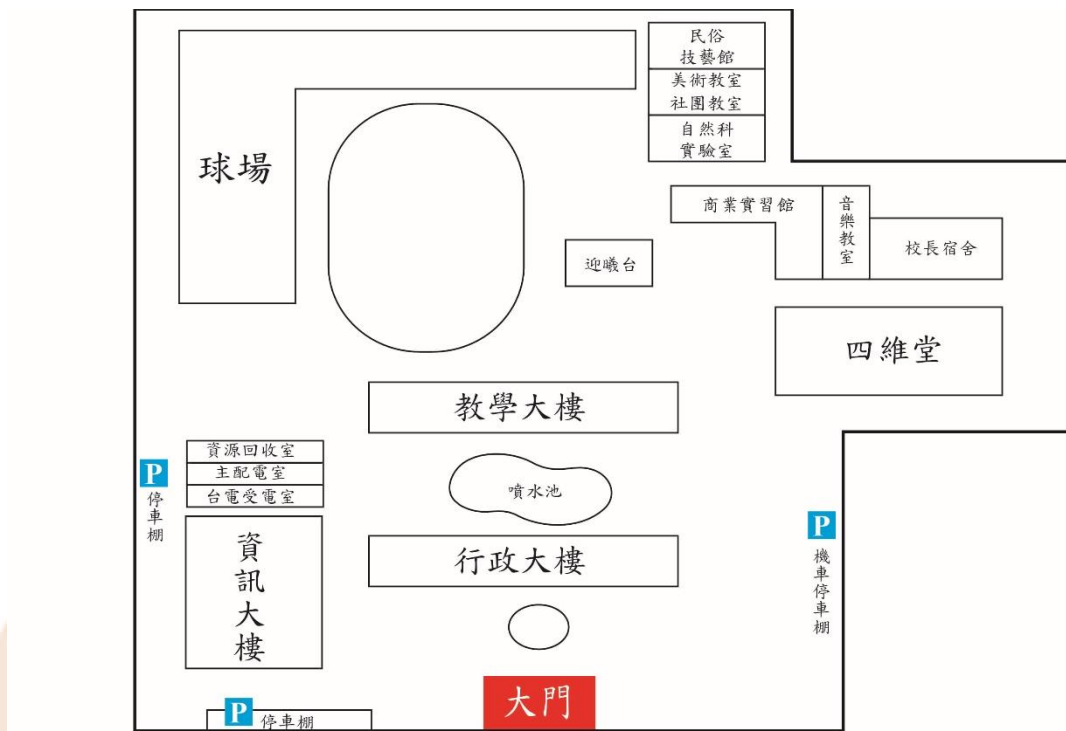 民俗
技藝館
美術教室
社團教室
自然科
實驗室
球場
商業實習館
音樂教室
校長宿舍
迎曦台
四維堂
教學大樓
資源回收室
主配電室
台電受電室
P
停車棚
噴水池
P
機車停車棚
資訊大樓
行政大樓
大門
P
停車棚